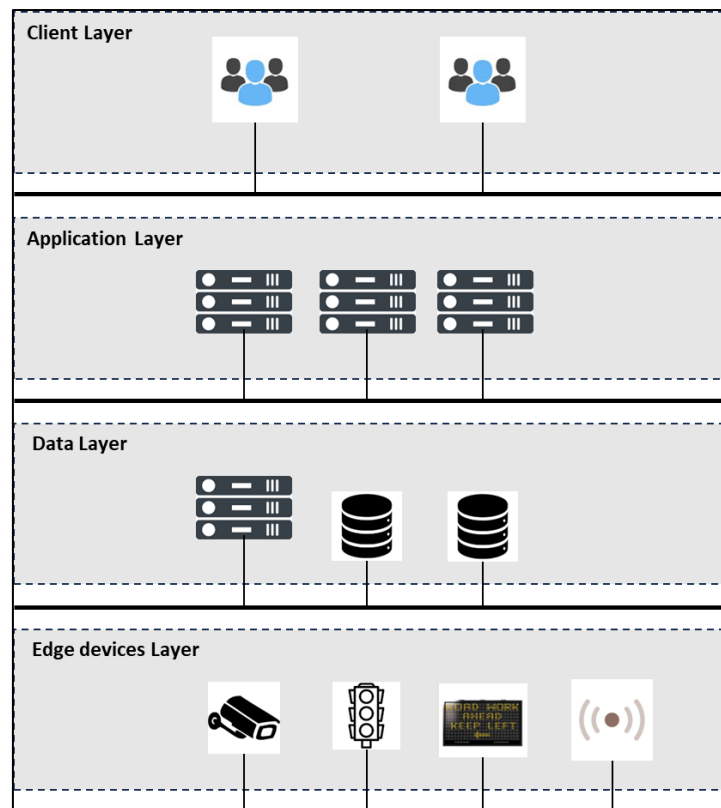 Client Layer
Application Layer
Data Layer
Edge devices Layer
ROAD WORK
AHEAD
KEEP LEFT